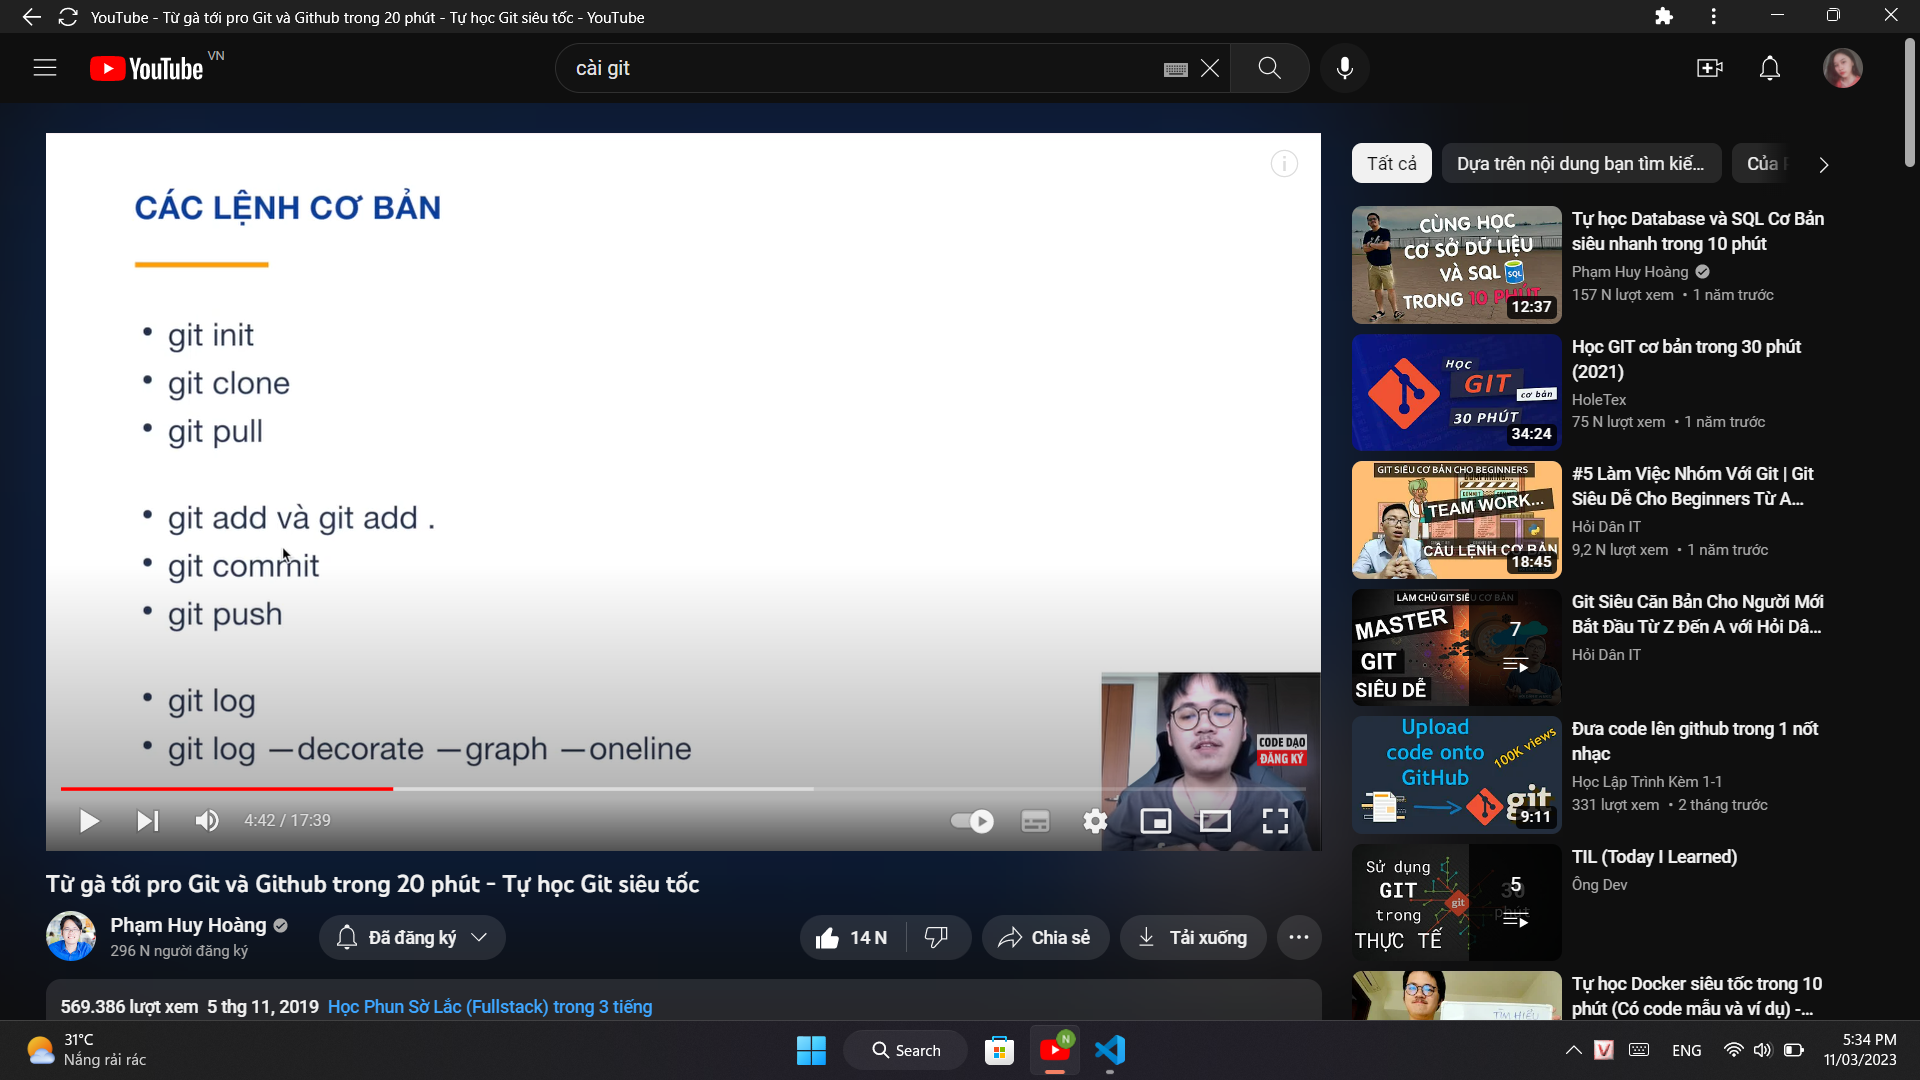 YouTube - Từ gà tới pro Git và Github trong 20 phút - Tự học Git siêu tốc - YouTube
YouTube VN
cài git
CÁC LỆNH CƠ BẢN
• git init
• git clone
• git pull
• git add và git add .
• git commit
• git push
• git log
• git log —decorate —graph —oneline
CODE DẠO
ĐĂNG KÝ
4:42 / 17:39
Từ gà tới pro Git và Github trong 20 phút - Tự học Git siêu tốc
Phạm Huy Hoàng
296 N người đăng ký
Đã đăng ký
14 N
Chia sẻ
Tải xuống
569.386 lượt xem 5 thg 11, 2019 Học Phun Sờ Lắc (Fullstack) trong 3 tiếng
Tất cả
Dựa trên nội dung bạn tìm kiế...
Của
CÙNG HỌC
CƠ SỞ DỮ LIỆU
VÀ SQL
SQL
TRONG 10 PHÚT
12:37
Tự học Database và SQL Cơ Bản
siêu nhanh trong 10 phút
Phạm Huy Hoàng
157 N lượt xem • 1 năm trước
HỌC
GIT
cơ bản
30 PHÚT
34:24
Học GIT cơ bản trong 30 phút
(2021)
HoleTex
75 N lượt xem • 1 năm trước
GIT SIÊU CƠ BẢN CHO BEGINNERS
TEAM WORK...
CÂU LỆNH CƠ BẢN
18:45
#5 Làm Việc Nhóm Với Git | Git
Siêu Dễ Cho Beginners Từ A...
Hỏi Dân IT
9,2 N lượt xem • 1 năm trước
LÀM CHỦ GIT SIÊU CƠ BẢN
MASTER
GIT
SIÊU DỄ
7
Git Siêu Căn Bản Cho Người Mới
Bắt Đầu Từ Z Đến A với Hỏi Dâ...
Hỏi Dân IT
Upload
code onto
GitHub
100K views
git
9:11
Đưa code lên github trong 1 nốt
nhạc
Học Lập Trình Kèm 1-1
331 lượt xem • 2 tháng trước
Sử dụng
GIT
trong
THỰC TẾ
git
30
phút
5
TIL (Today I Learned)
Ông Dev
TÌM HIỂU
Tự học Docker siêu tốc trong 10
phút (Có code mẫu và ví dụ) -...
31°C
Nắng rải rác
Search
N
V
ENG
5:34 PM
11/03/2023